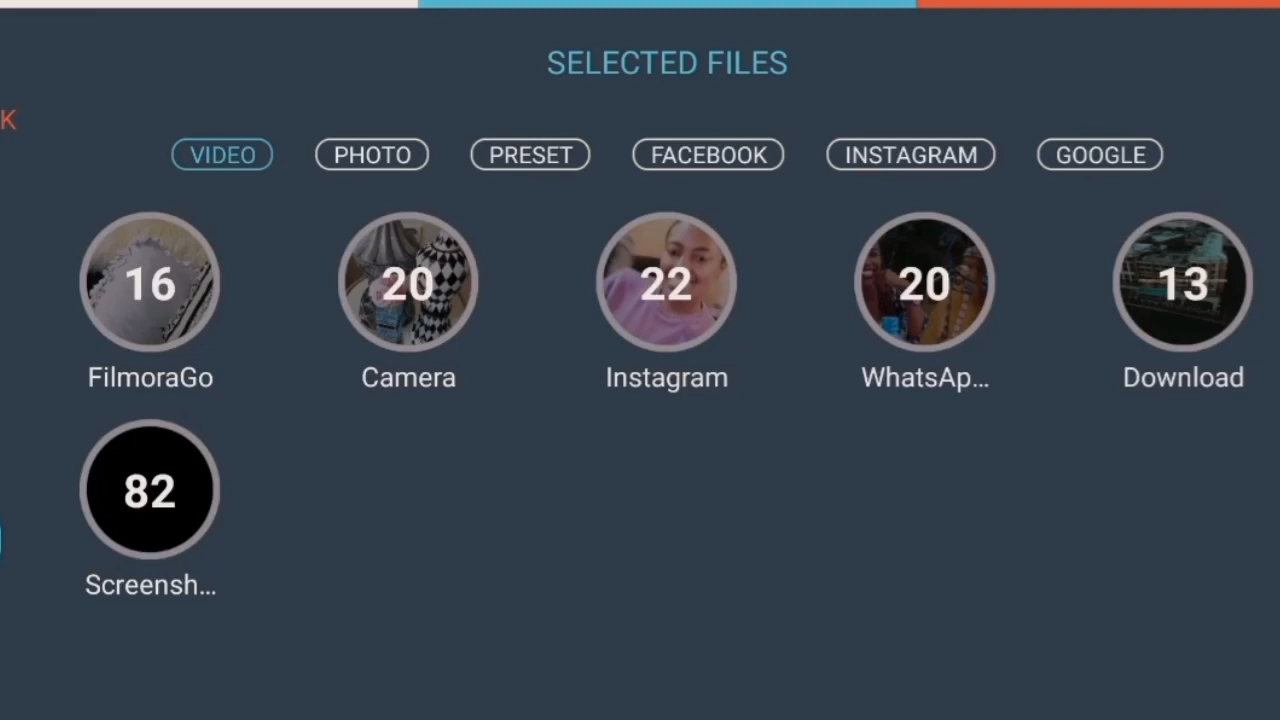 SELECTED FILES
K
VIDEO PHOTO PRESET FACEBOOK INSTAGRAM GOOGLE
16 20 22 20 13
FilmoraGo Camera Instagram WhatsAp... Download
82
Screensh...